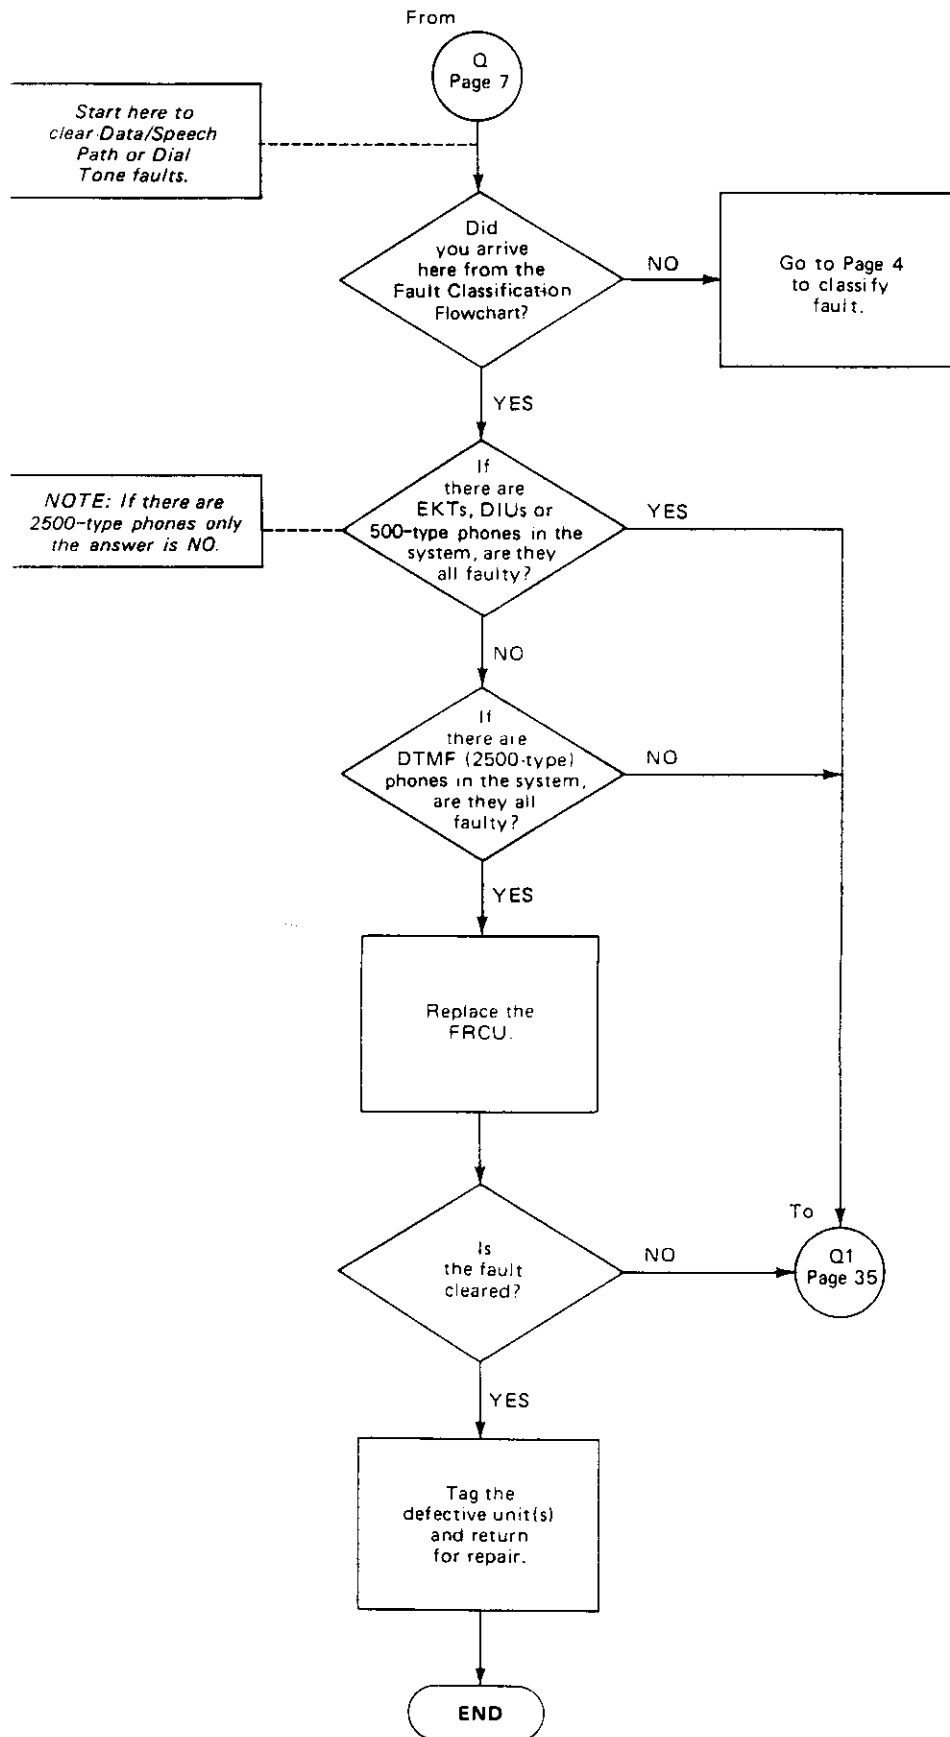 From
Q
Page 7
Start here to
clear Data/Speech
Path or Dial
Tone faults.
Did
you arrive
here from the
Fault Classification
Flowchart?
NO
Go to Page 4
to classify
fault.
YES
NOTE: If there are
2500-type phones only
the answer is NO.
If
there are
EKTs, DIUs or
500-type phones in the
system, are they
all faulty?
YES
NO
If
there are
DTMF (2500-type)
phones in the system,
are they all
faulty?
NO
YES
Replace the
FRCU.
Is
the fault
cleared?
NO
To
Q1
Page 35
YES
Tag the
defective unit(s)
and return
for repair.
END